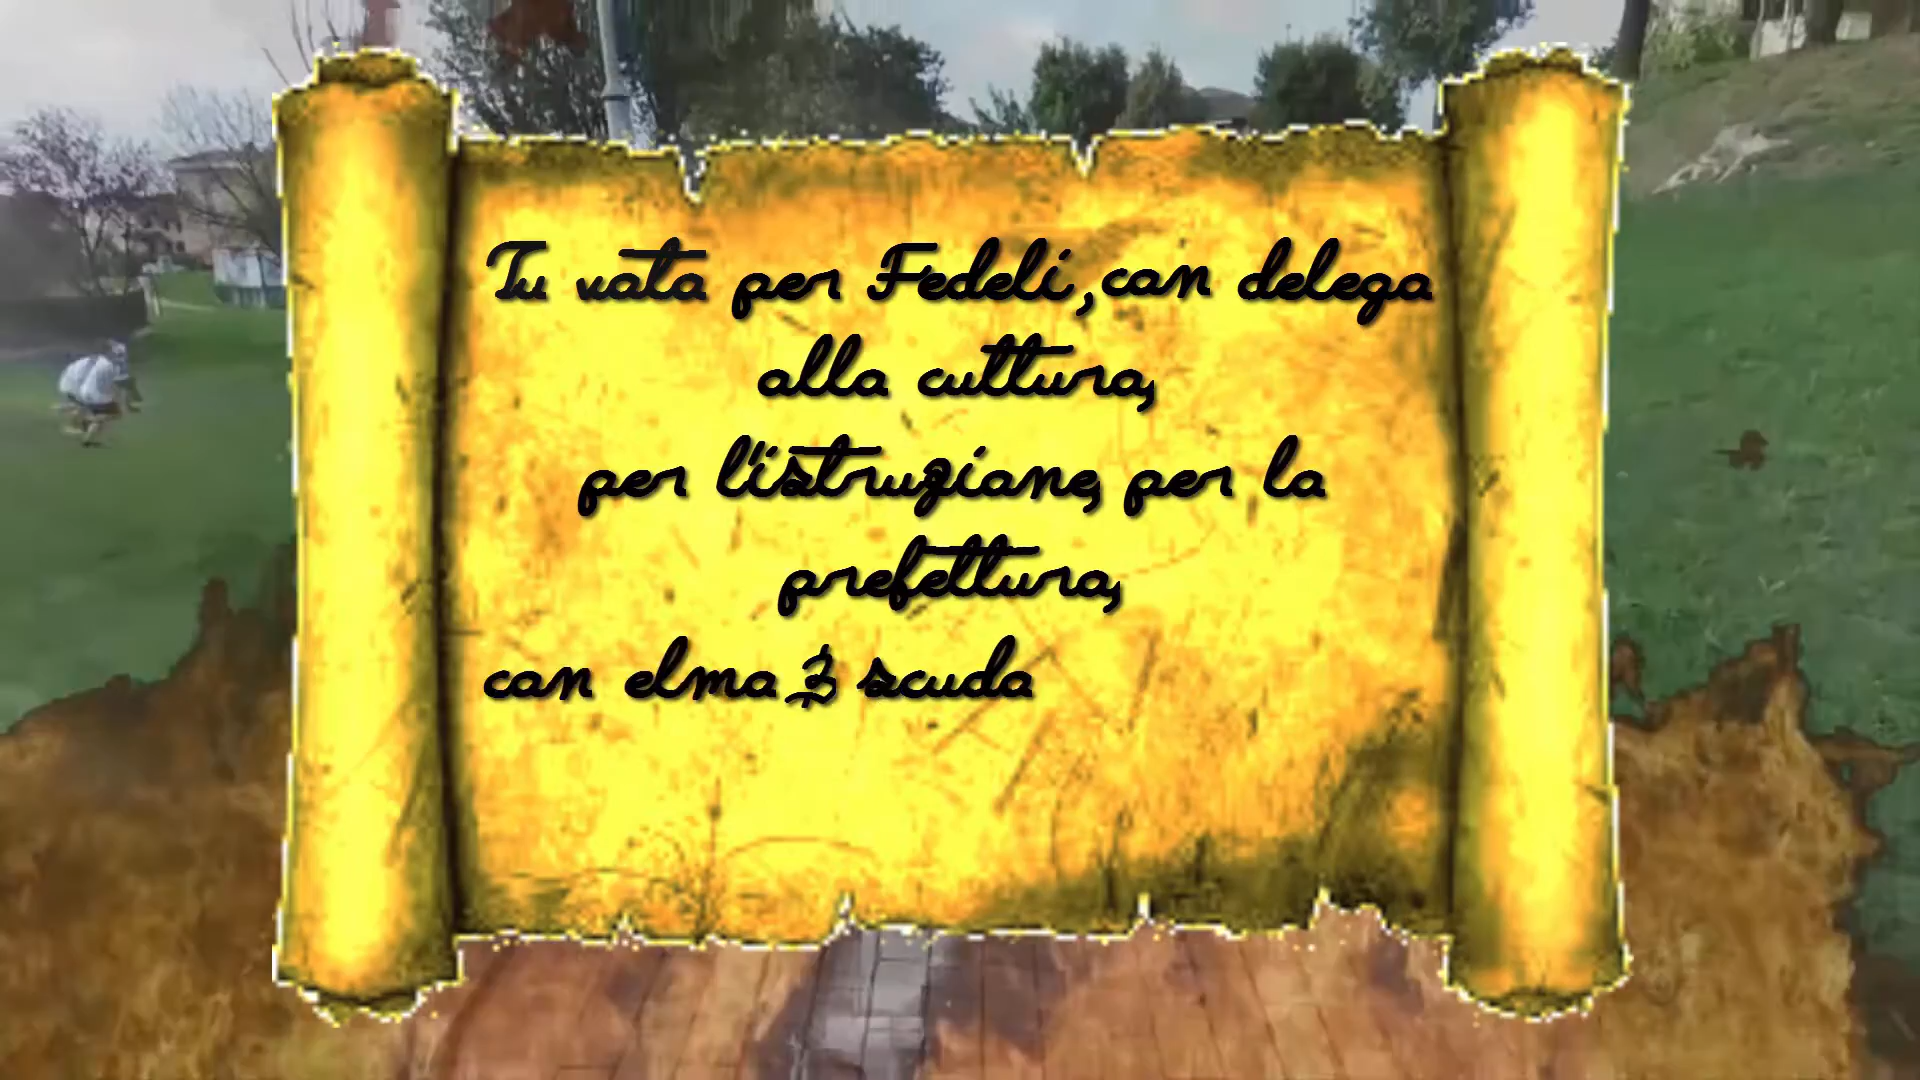 Tu vota per Fedeli, con delega
alla cultura,
per l'istruzione, per la
prefettura,
con elmo & scudo